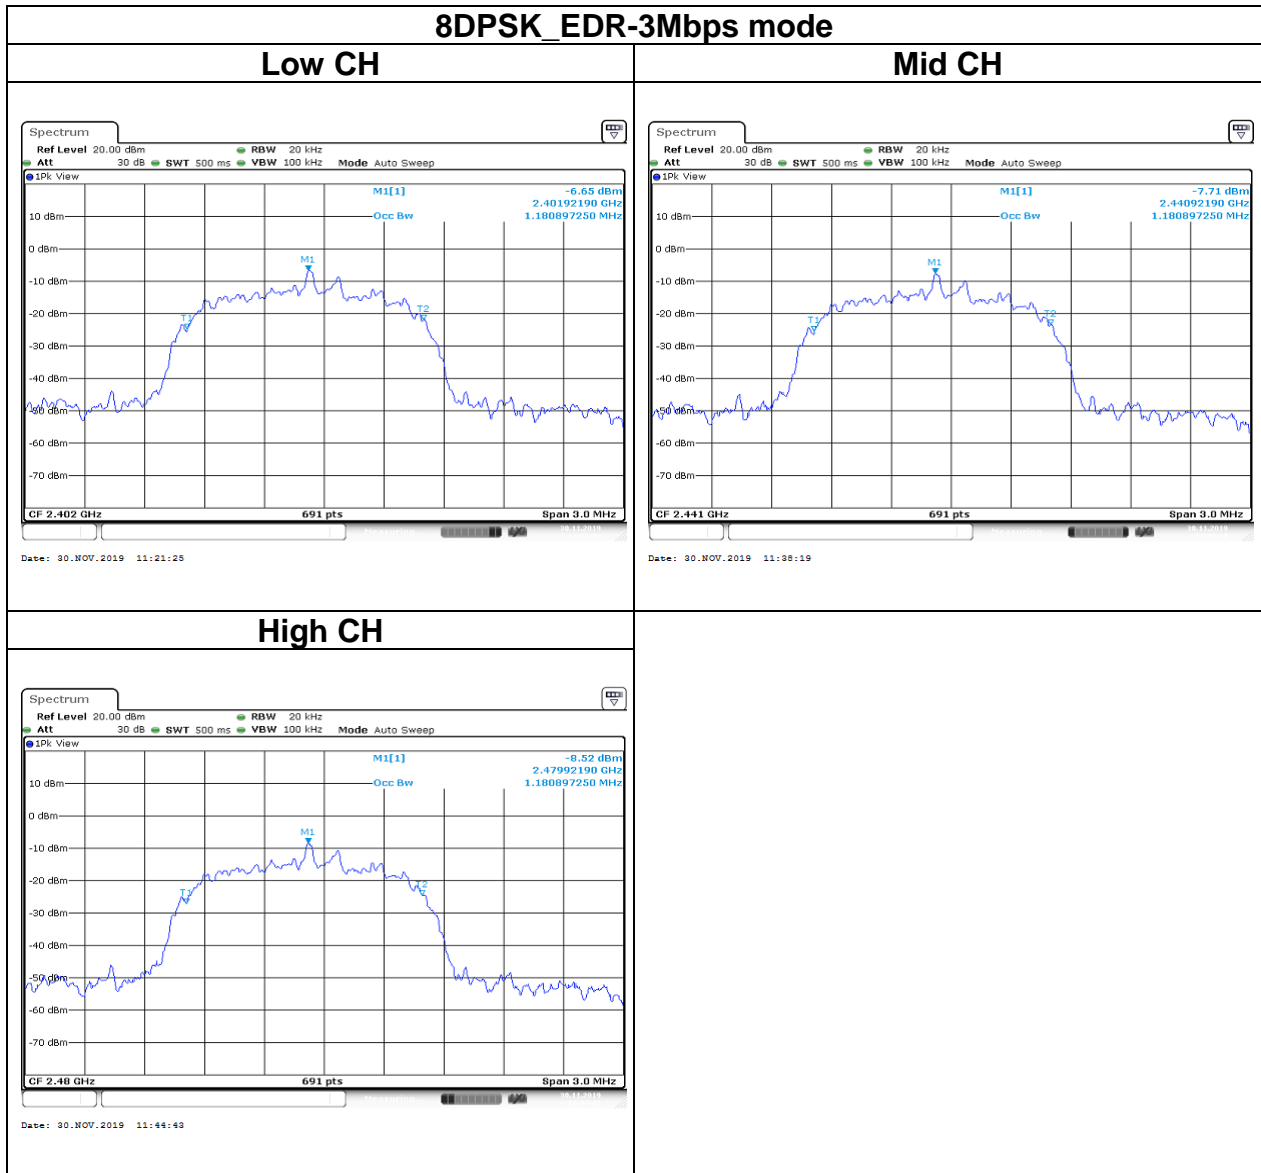 8DPSK_EDR-3Mbps mode
Low CH
Mid CH
Spectrum
Ref Level 20.00 dBm RBW 20 kHz
Att 30 dB SWT 500 ms VBW 100 kHz Mode Auto Sweep
1Pk View
M1[1] -6.65 dBm
2.40192190 GHz
10 dBm Occ Bw 1.180897250 MHz
0 dBm
M1
-10 dBm
-20 dBm
T1
T2
-30 dBm
-40 dBm
-50 dBm
-60 dBm
-70 dBm
CF 2.402 GHz 691 pts Span 3.0 MHz
Date: 30.NOV.2019 11:21:25
Spectrum
Ref Level 20.00 dBm RBW 20 kHz
Att 30 dB SWT 500 ms VBW 100 kHz Mode Auto Sweep
1Pk View
M1[1] -7.71 dBm
2.44092190 GHz
10 dBm Occ Bw 1.180897250 MHz
0 dBm
M1
-10 dBm
-20 dBm
T1
T2
-30 dBm
-40 dBm
-50 dBm
-60 dBm
-70 dBm
CF 2.441 GHz 691 pts Span 3.0 MHz
Date: 30.NOV.2019 11:38:19
High CH
Spectrum
Ref Level 20.00 dBm RBW 20 kHz
Att 30 dB SWT 500 ms VBW 100 kHz Mode Auto Sweep
1Pk View
M1[1] -8.52 dBm
2.47992190 GHz
10 dBm Occ Bw 1.180897250 MHz
0 dBm
M1
-10 dBm
-20 dBm
T1
T2
-30 dBm
-40 dBm
-50 dBm
-60 dBm
-70 dBm
CF 2.48 GHz 691 pts Span 3.0 MHz
Date: 30.NOV.2019 11:44:43